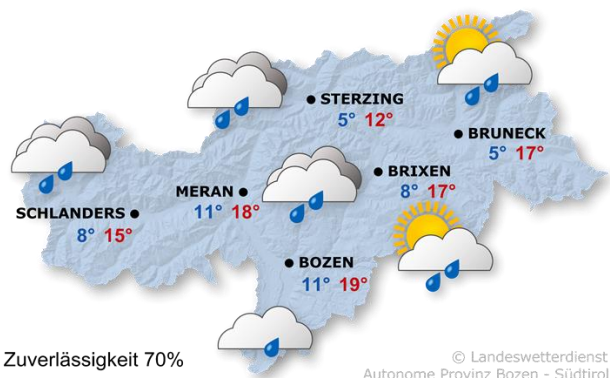 STERZING
5° 12°
BRUNECK
5° 17°
BRIXEN
8° 17°
MERAN
11° 18°
SCHLANDERS
8° 15°
BOZEN
11° 19°
Zuverlässigkeit 70%
© Landeswetterdienst
Autonome Provinz Bozen - Südtirol